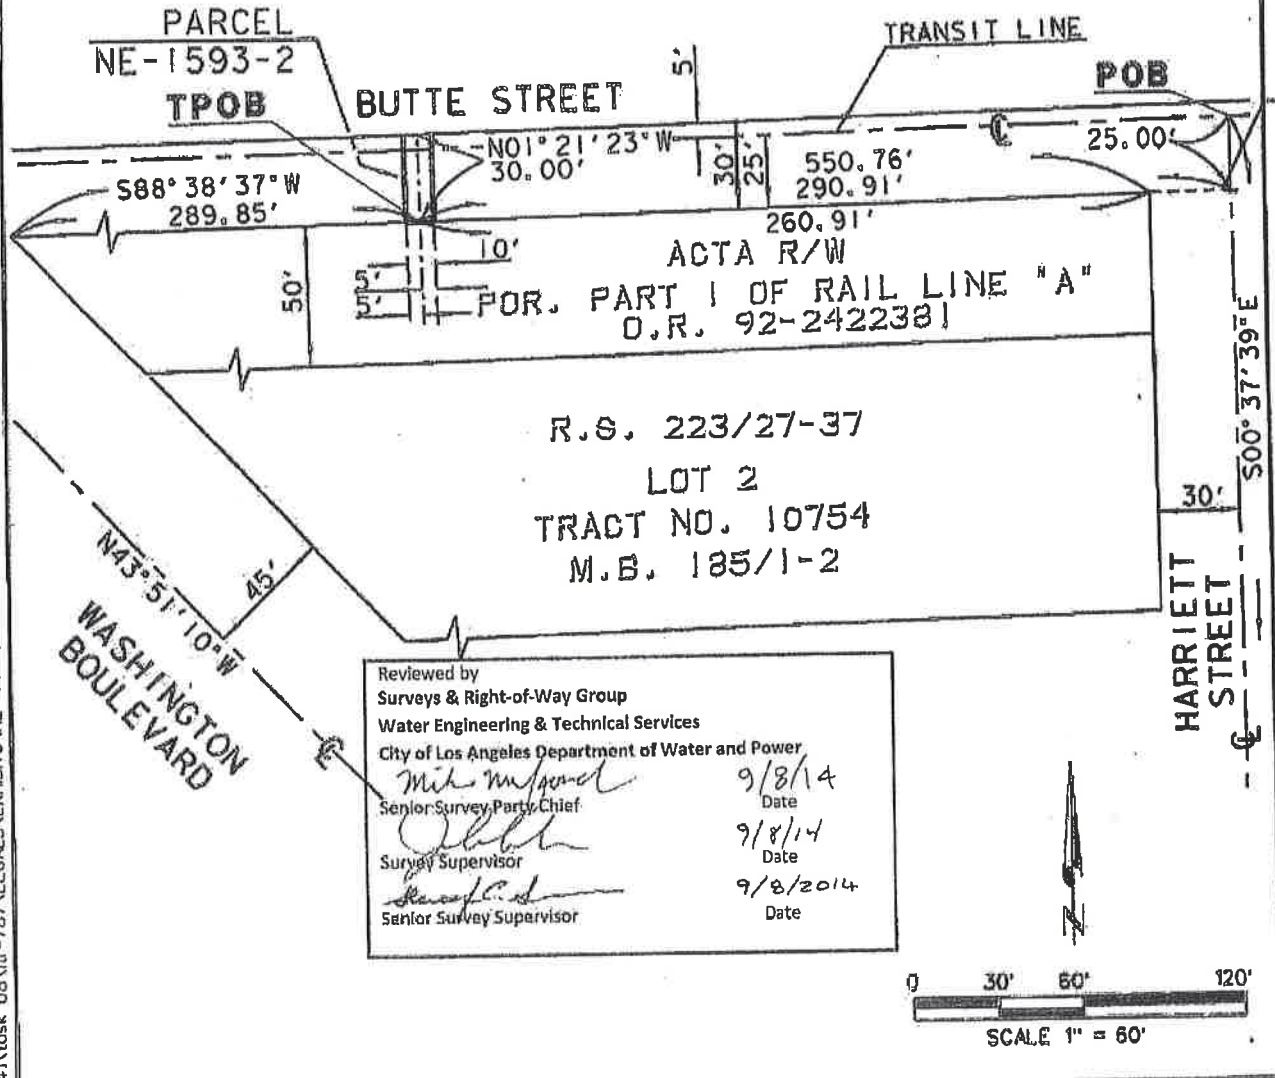 PARCEL
NE-1593-2
TPOB
BUTTE STREET
5'
TRANSIT LINE
POB
℄
25.00'
N01°21'23"W
30.00'
30'
25'
550.76'
290.91'
260.91'
S88°38'37"W
289.85'
10'
5'
5'
50'
ACTA R/W
POR. PART 1 OF RAIL LINE "A"
O.R. 92-2422381
S00°37'39"E
R.S. 223/27-37
LOT 2
TRACT NO. 10754
M.B. 185/1-2
30'
HARRIETT
STREET
℄
N43°51'10"W
45'
WASHINGTON
BOULEVARD
℄
Reviewed by
Surveys & Right-of-Way Group
Water Engineering & Technical Services
City of Los Angeles Department of Water and Power
9/8/14
Senior Survey Party Chief
Date
9/8/14
Survey Supervisor
Date
9/8/2014
Senior Survey Supervisor
Date
N
0 30' 60' 120'
SCALE 1" = 60'